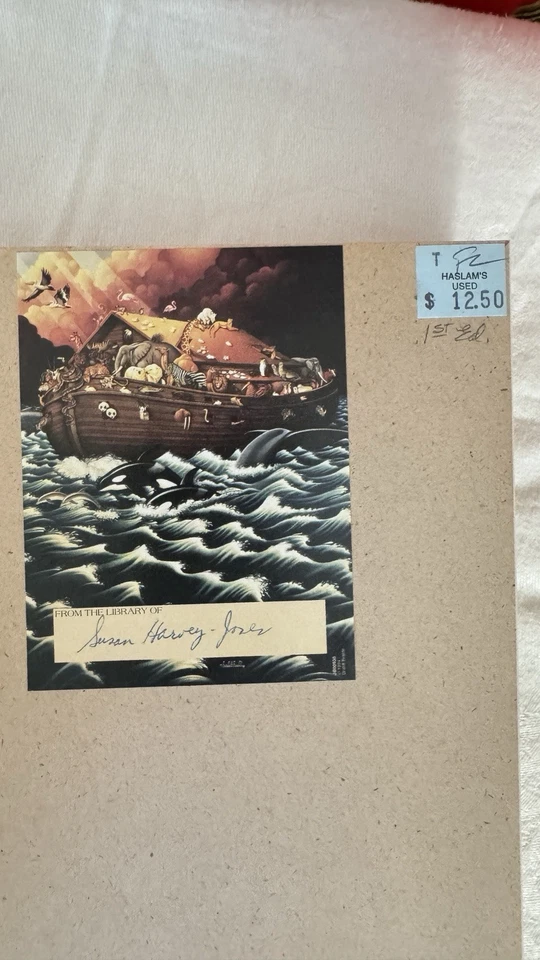 HASLAM'S
USED
$ 12.50
1ST Ed.
FROM THE LIBRARY OF
Susan Harvey-Jones